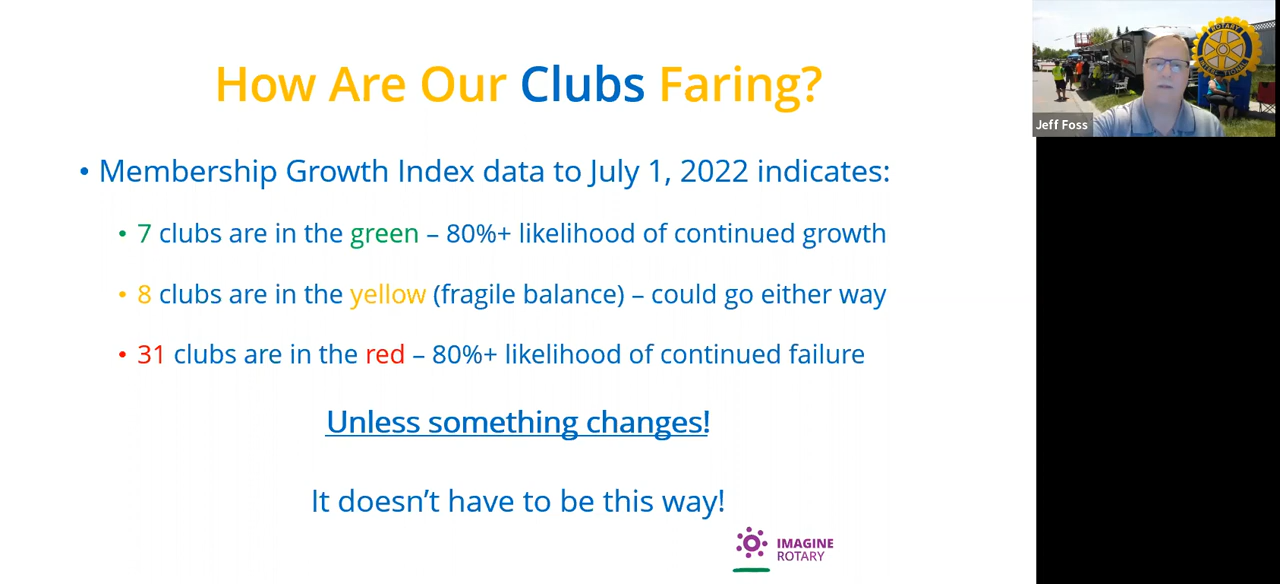 How Are Our Clubs Faring?
• Membership Growth Index data to July 1, 2022 indicates:
• 7 clubs are in the green – 80%+ likelihood of continued growth
• 8 clubs are in the yellow (fragile balance) – could go either way
• 31 clubs are in the red – 80%+ likelihood of continued failure
Unless something changes!
It doesn’t have to be this way!
IMAGINE
ROTARY
ROTARY
Jeff Foss